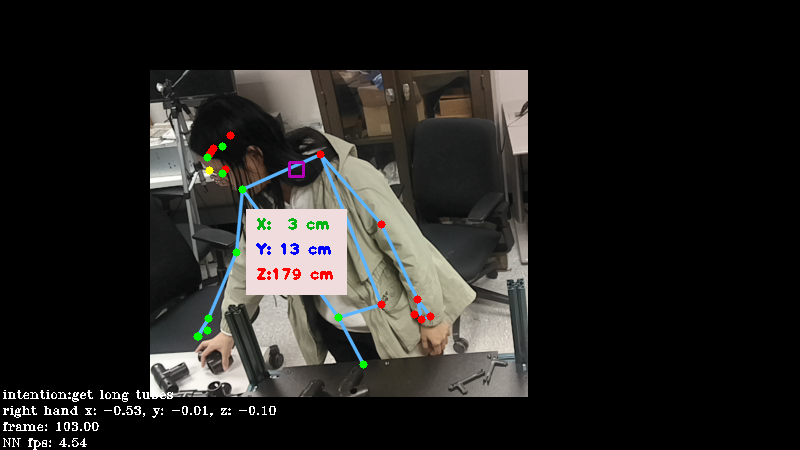 X: 3 cm
Y: 13 cm
Z:179 cm
intention:get long tubes
right hand x: −0.53, y: −0.01, z: −0.10
frame: 103.00
NN fps: 4.54